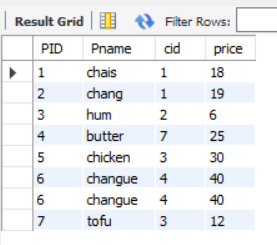 Result Grid Filter Rows:
PID Pname cid price
1 chais 1 18
2 chang 1 19
3 hum 2 6
4 butter 7 25
5 chicken 3 30
6 changue 4 40
6 changue 4 40
7 tofu 3 12